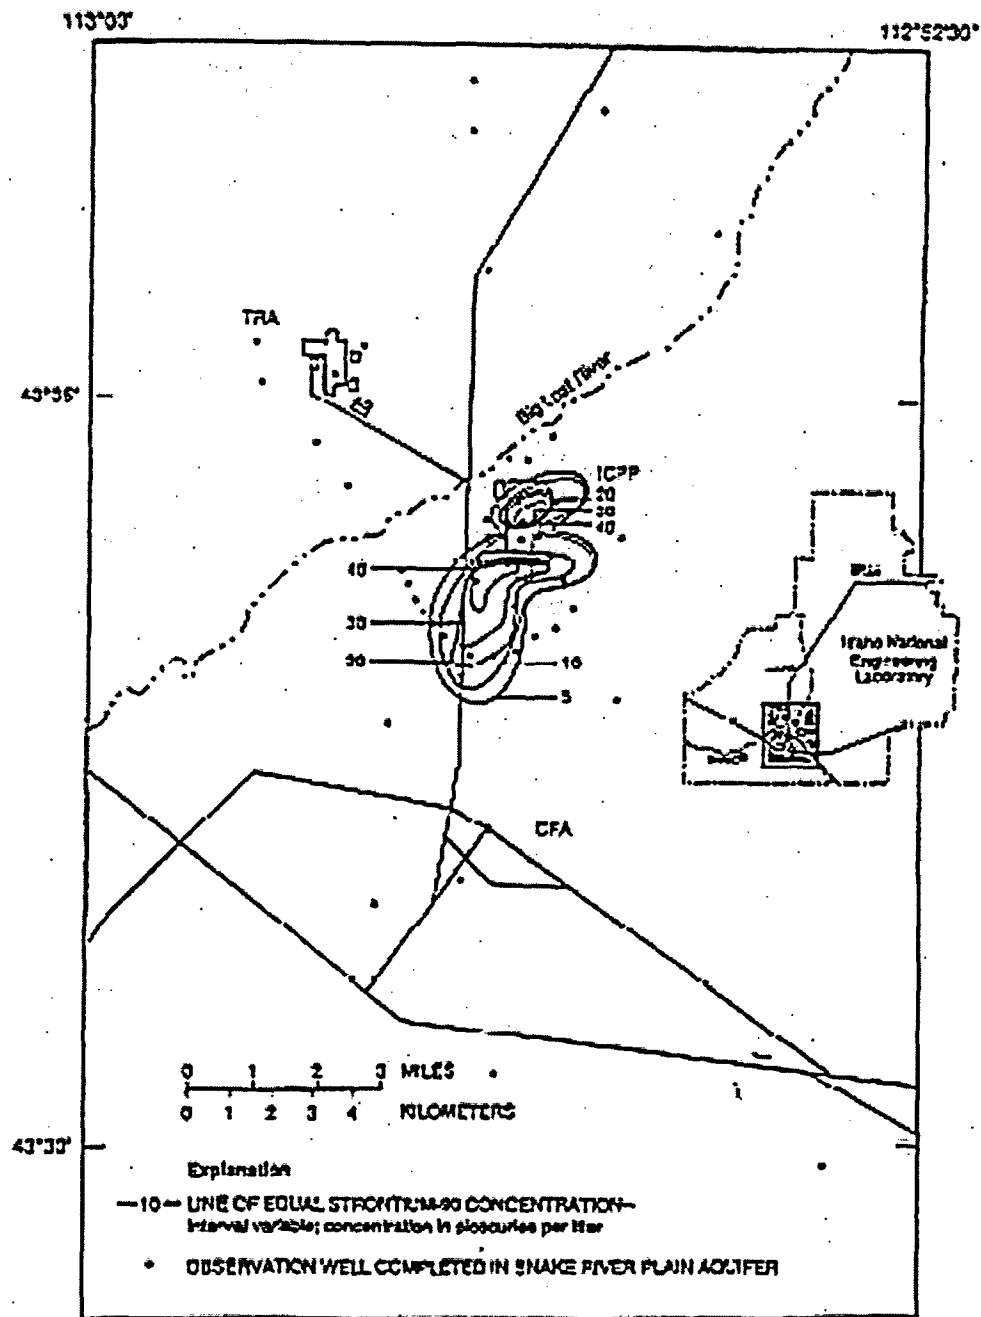 113°00'
112°52'30"
TRA
43°35'
Big Lost River
ICPP
20
30
40
40
30
20
10
5
Idaho National
Engineering
Laboratory
CFA
0 1 2 3 MILES
0 1 2 3 4 KILOMETERS
43°30'
Explanation
—10— LINE OF EQUAL STRONTIUM-90 CONCENTRATION—
Interval variable; concentration in picocuries per liter
• OBSERVATION WELL COMPLETED IN SNAKE RIVER PLAIN AQUIFER